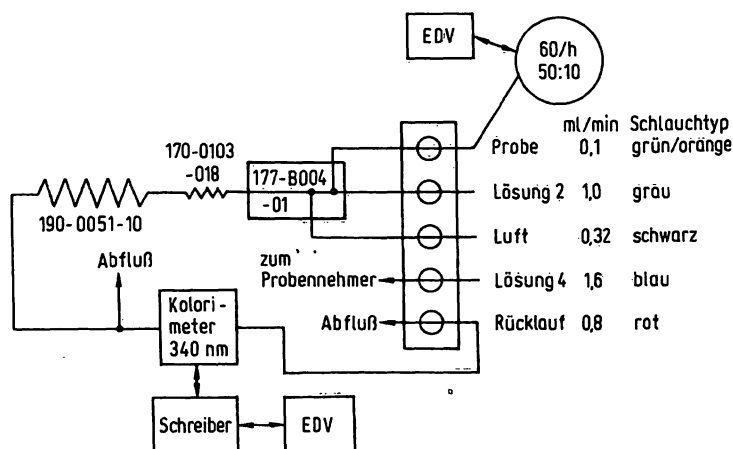 EDV
60/h
50:10
ml/min Schlauchtyp
Probe 0,1 grün/orange
170-0103
-018
177-B004
-01
Lösung 2 1,0 grau
190-0051-10
Luft 0,32 schwarz
Abfluß
zum
Probennehmer
Lösung 4 1,6 blau
Kolori-
meter
340 nm
Abfluß
Rücklauf 0,8 rot
Schreiber
EDV